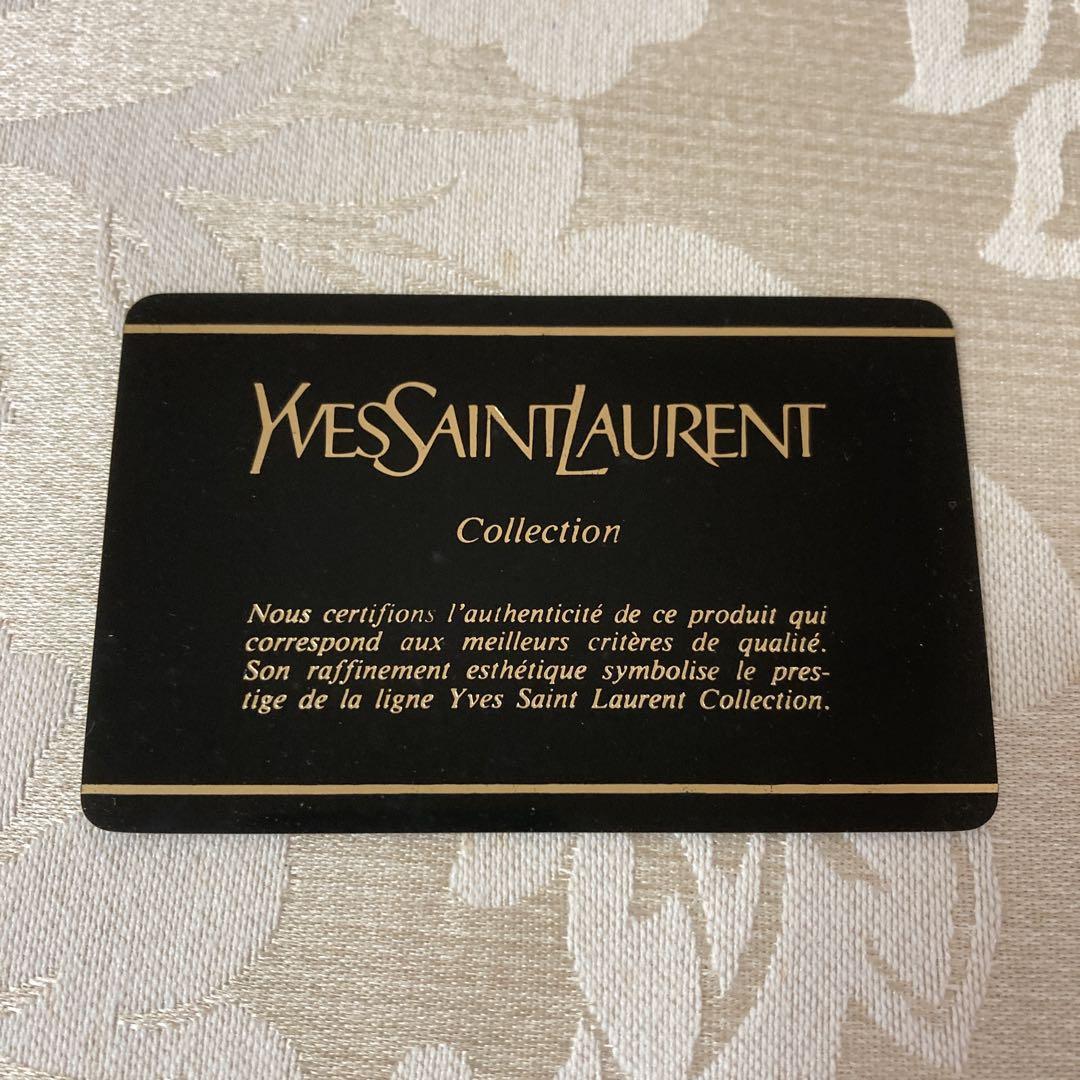 YVESSAINTLAURENT
Collection
Nous certifions l'authenticité de ce produit qui
correspond aux meilleurs critères de qualité.
Son raffinement esthétique symbolise le pres-
tige de la ligne Yves Saint Laurent Collection.